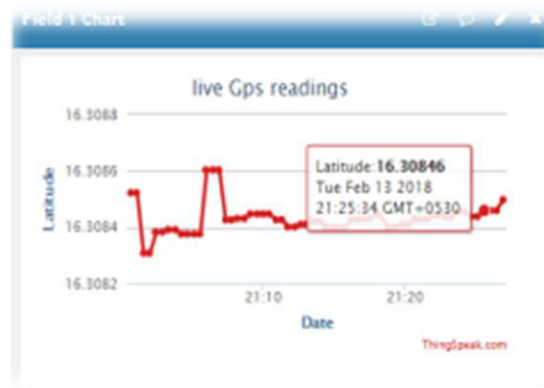 Field 1 Chart
live Gps readings
16.3088
16.3086
16.3084
16.3082
Latitude
Latitude:16.30846
Tue Feb 13 2018
21:25:34 GMT+0530
21:10
21:20
Date
ThingSpeak.com